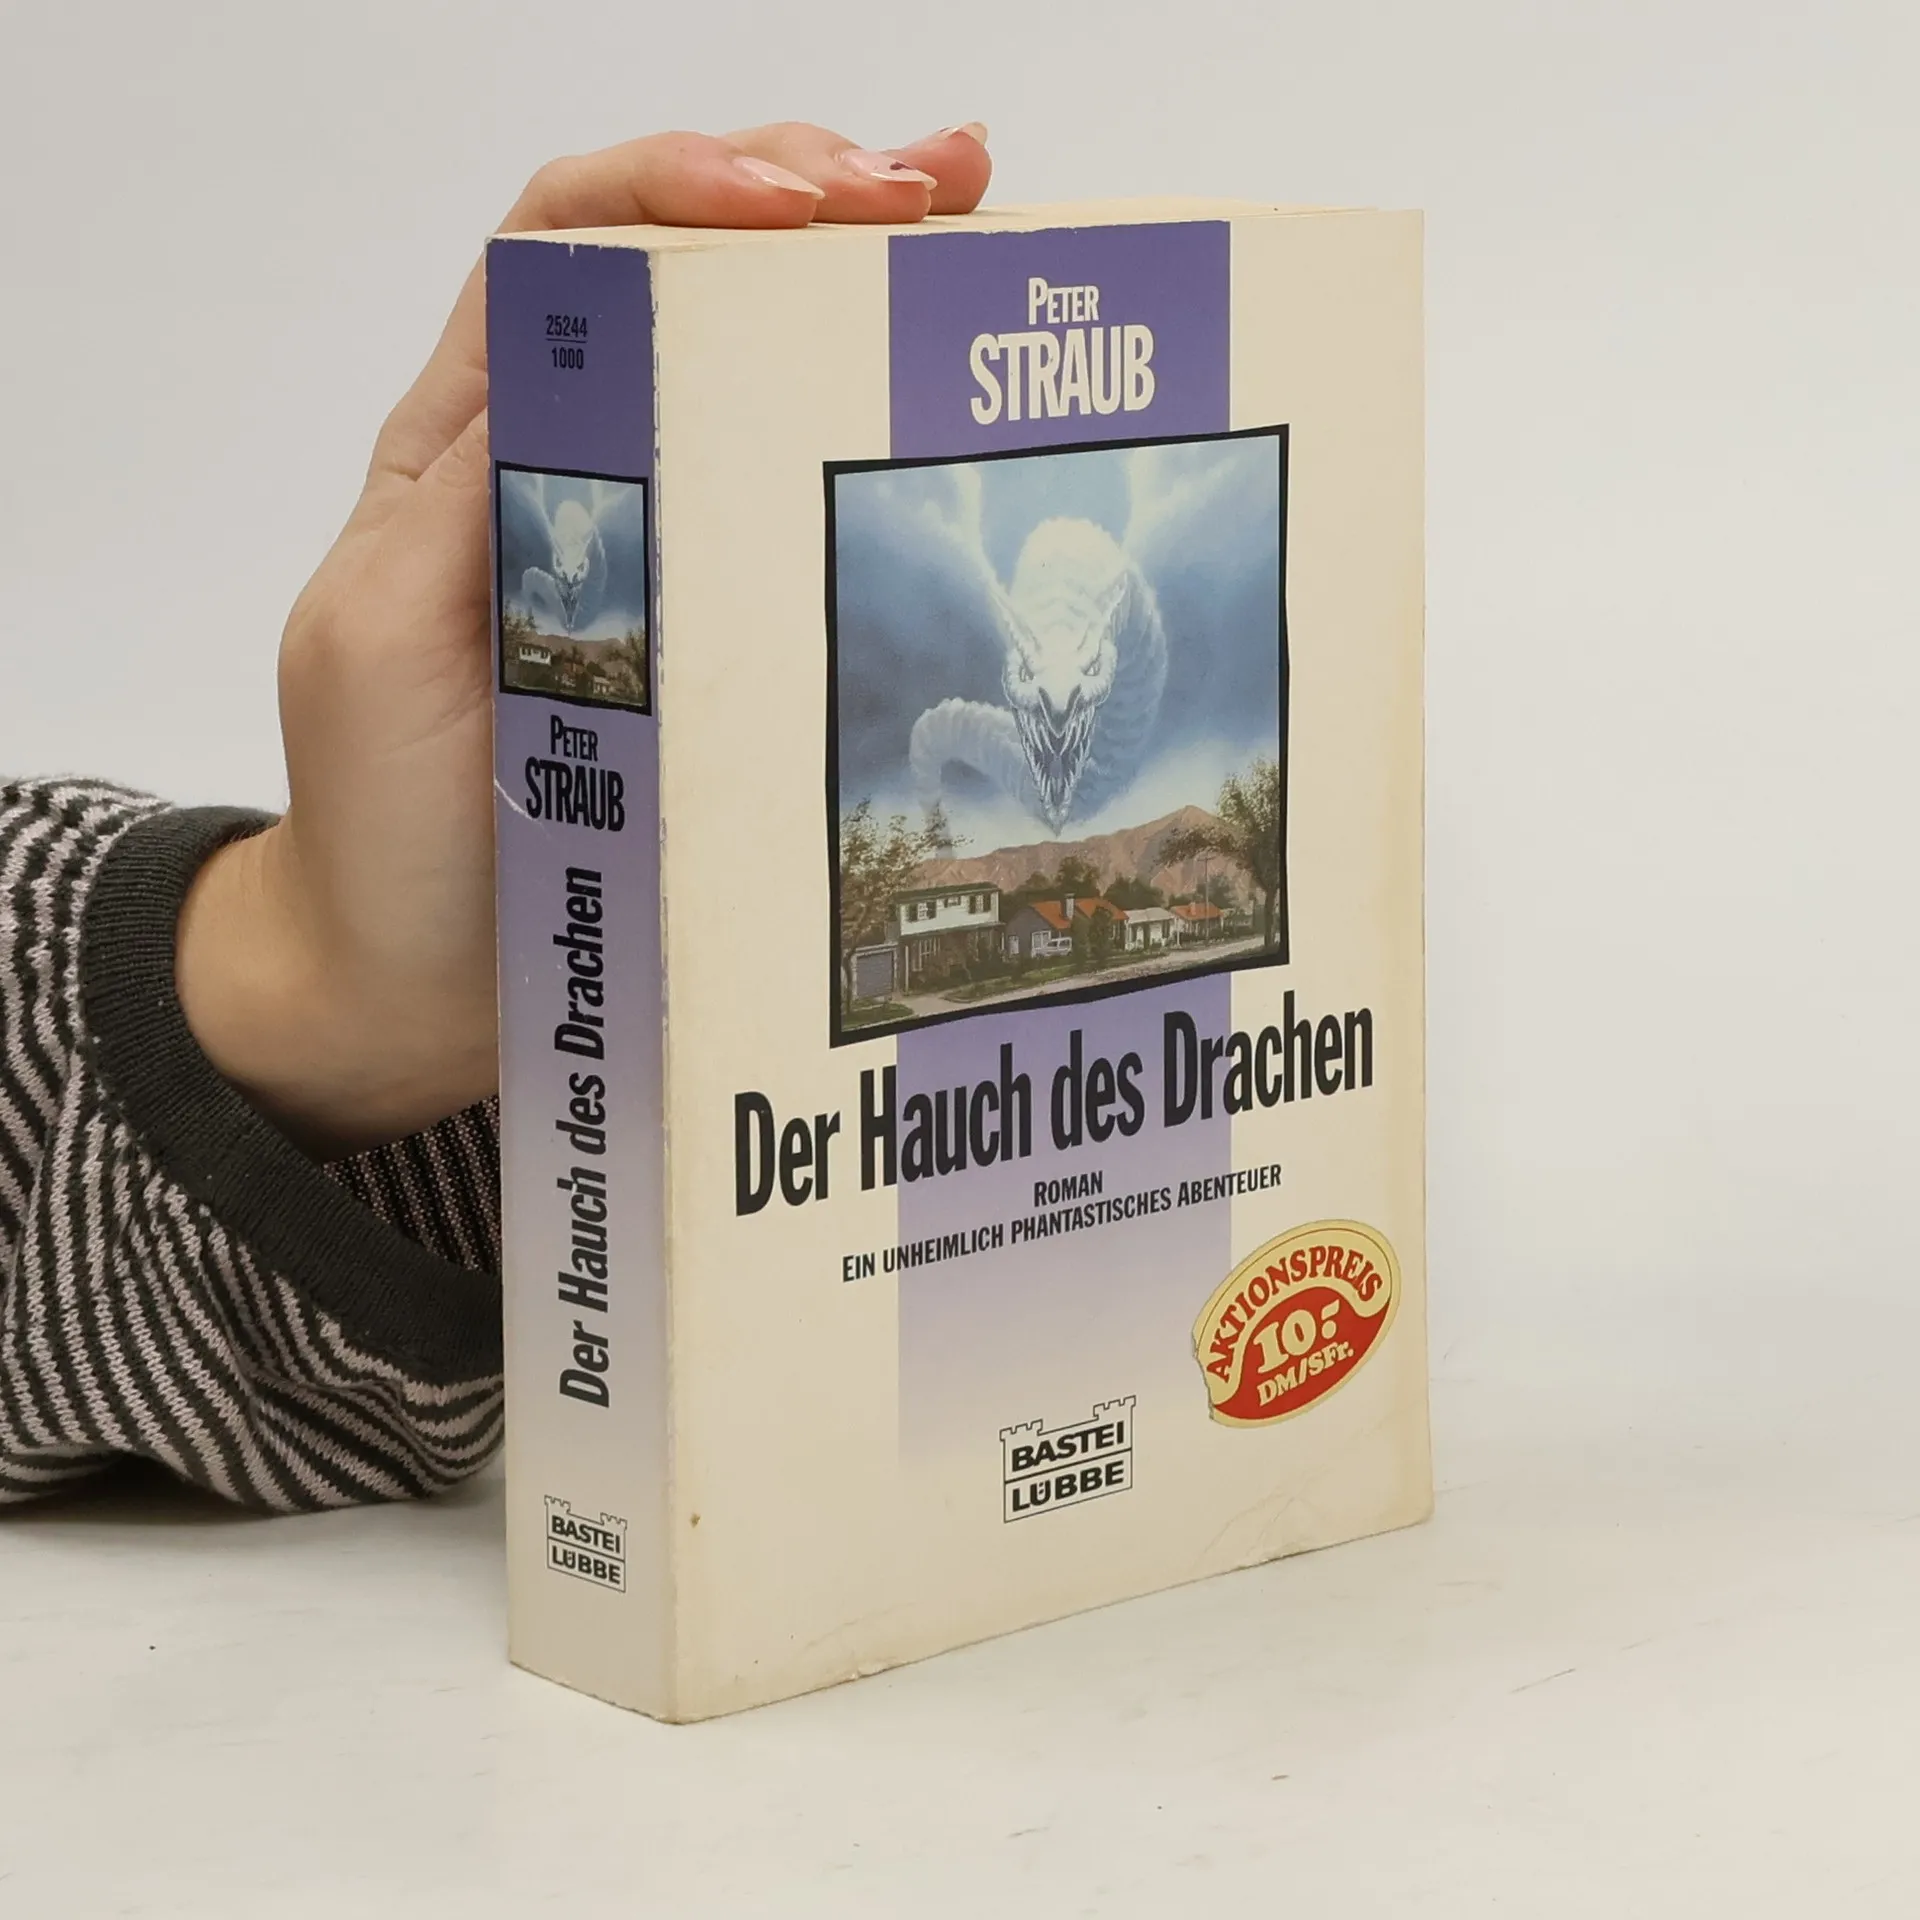 25244
1000
PETER
STRAUB
Der Hauch des Drachen
BASTEI
LÜBBE
PETER
STRAUB
Der Hauch des Drachen
ROMAN
EIN UNHEIMLICH PHANTASTISCHES ABENTEUER
AKTIONSPREIS
10:-
DM/SFr.
BASTEI
LÜBBE